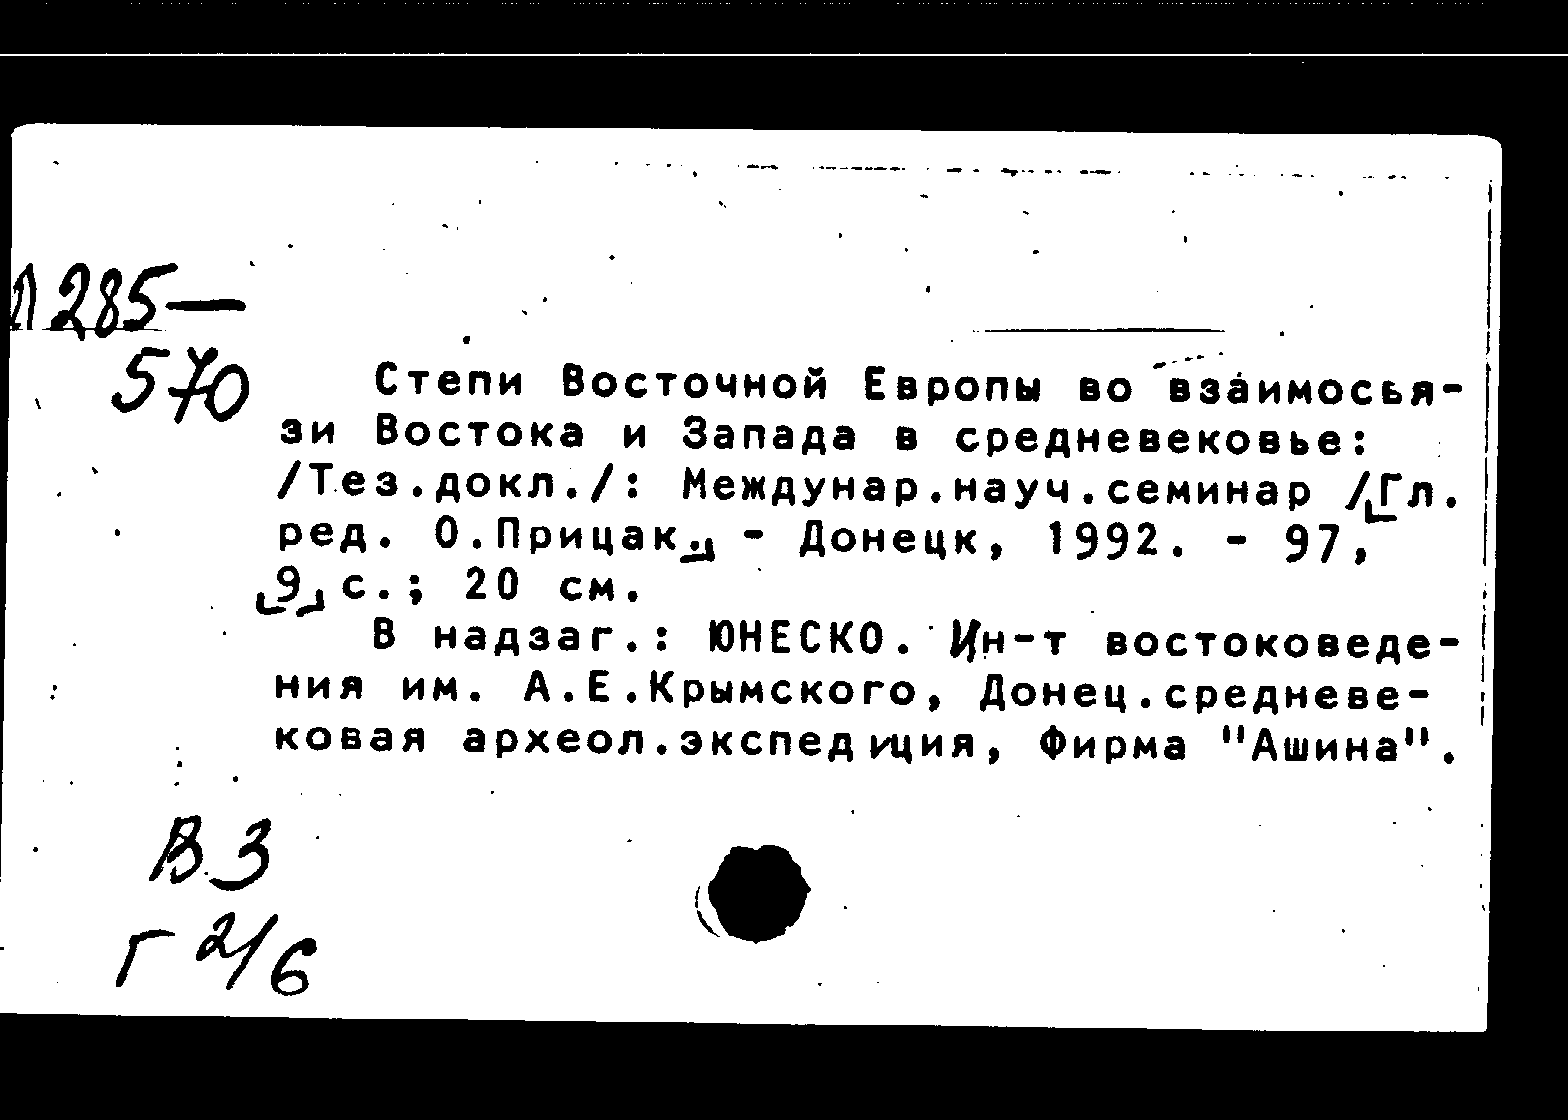 Л 285—
570
Степи Восточной Европы во взаимосья-
зи Востока и Запада в средневековье:
/Тез.докл./: Междунар.науч.семинар /[Гл.
ред. О.Прицак.] - Донецк, 1992. - 97,
[9] с.; 20 см.
В надзаг.: ЮНЕСКО. Ин-т востоковеде-
ния им. А.Е.Крымского, Донец.средневе-
ковая археол.экспедиция, Фирма "Ашина".
В3
Г 2/6